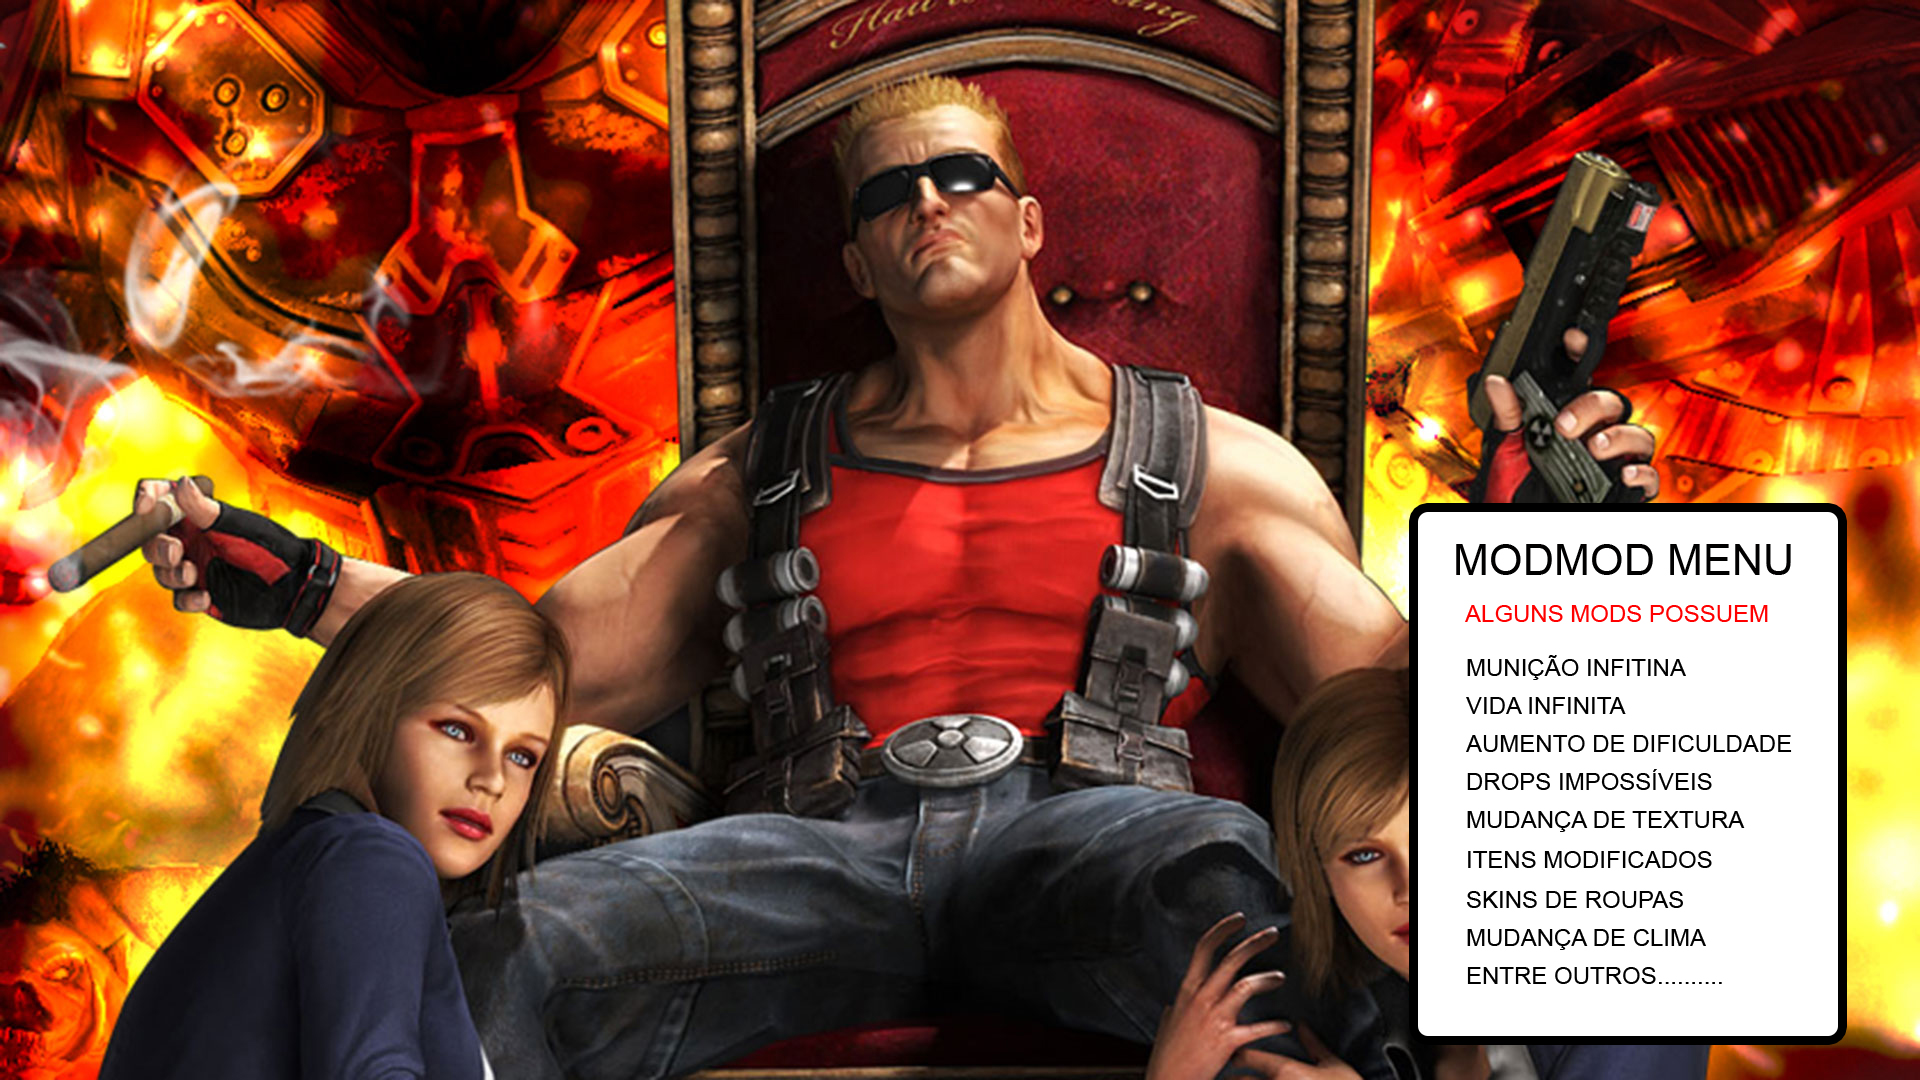 MODMOD MENU
ALGUNS MODS POSSUEM
MUNIÇÃO INFITINA
VIDA INFINITA
AUMENTO DE DIFICULDADE
DROPS IMPOSSÍVEIS
MUDANÇA DE TEXTURA
ITENS MODIFICADOS
SKINS DE ROUPAS
MUDANÇA DE CLIMA
ENTRE OUTROS..........